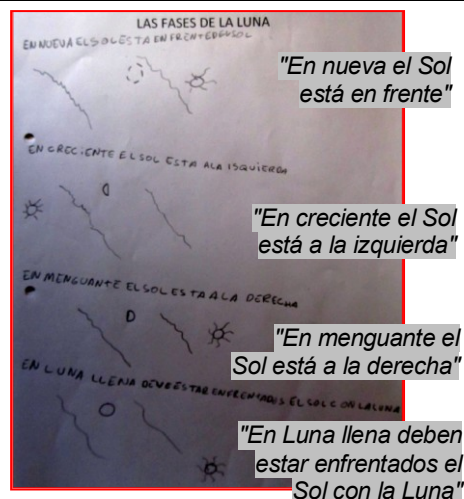 LAS FASES DE LA LUNA
EN NUEVA EL SOL ESTA EN FRENTE DE SOL
"En nueva el Sol
está en frente"
EN CRECIENTE EL SOL ESTA ALA ISQUIERDA
"En creciente el Sol
está a la izquierda"
EN MENGUANTE EL SOL ESTA ALA DERECHA
"En menguante el
Sol está a la derecha"
EN LUNA LLENA DEVE ESTAR ENFRENTADIS EL SOL CON LALUNA
"En Luna llena deben
estar enfrentados el
Sol con la Luna"